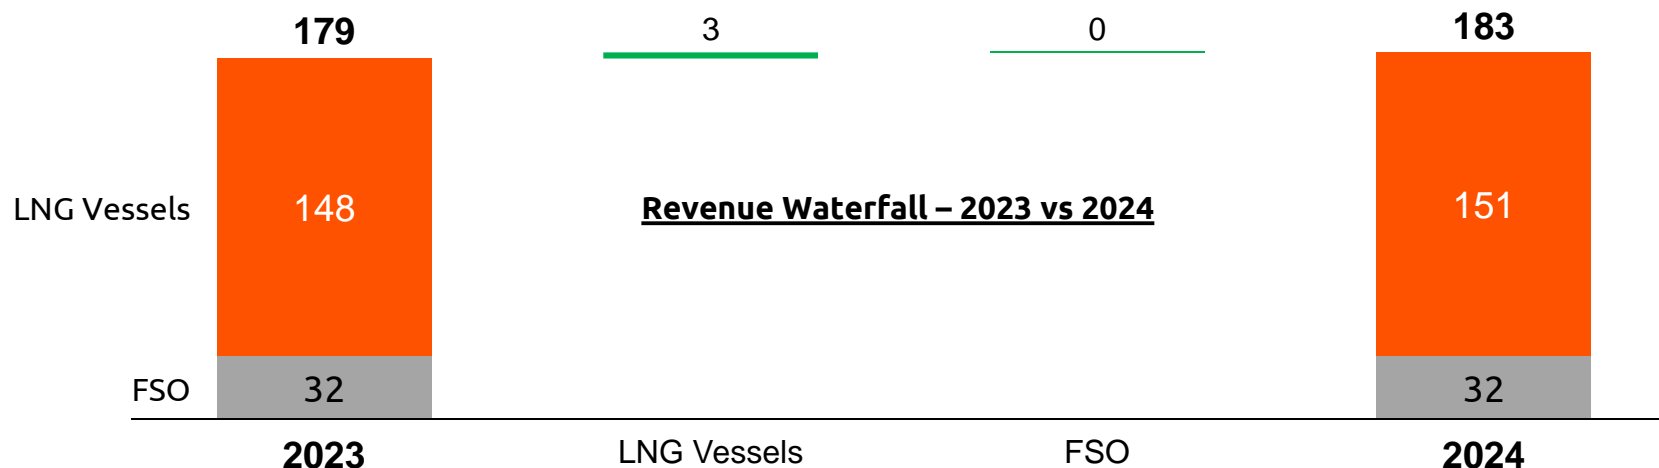 179
3
0
183
LNG Vessels
148
Revenue Waterfall – 2023 vs 2024
151
FSO
32
32
2023
LNG Vessels
FSO
2024